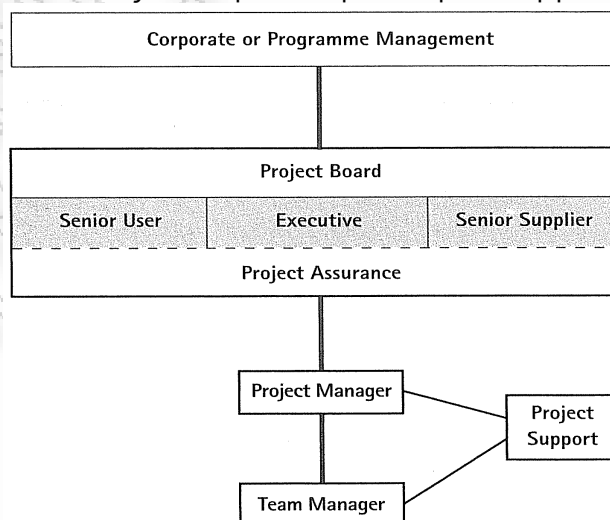 Corporate or Programme Management
Project Board
Senior User
Executive
Senior Supplier
Project Assurance
Project Manager
Project
Support
Team Manager